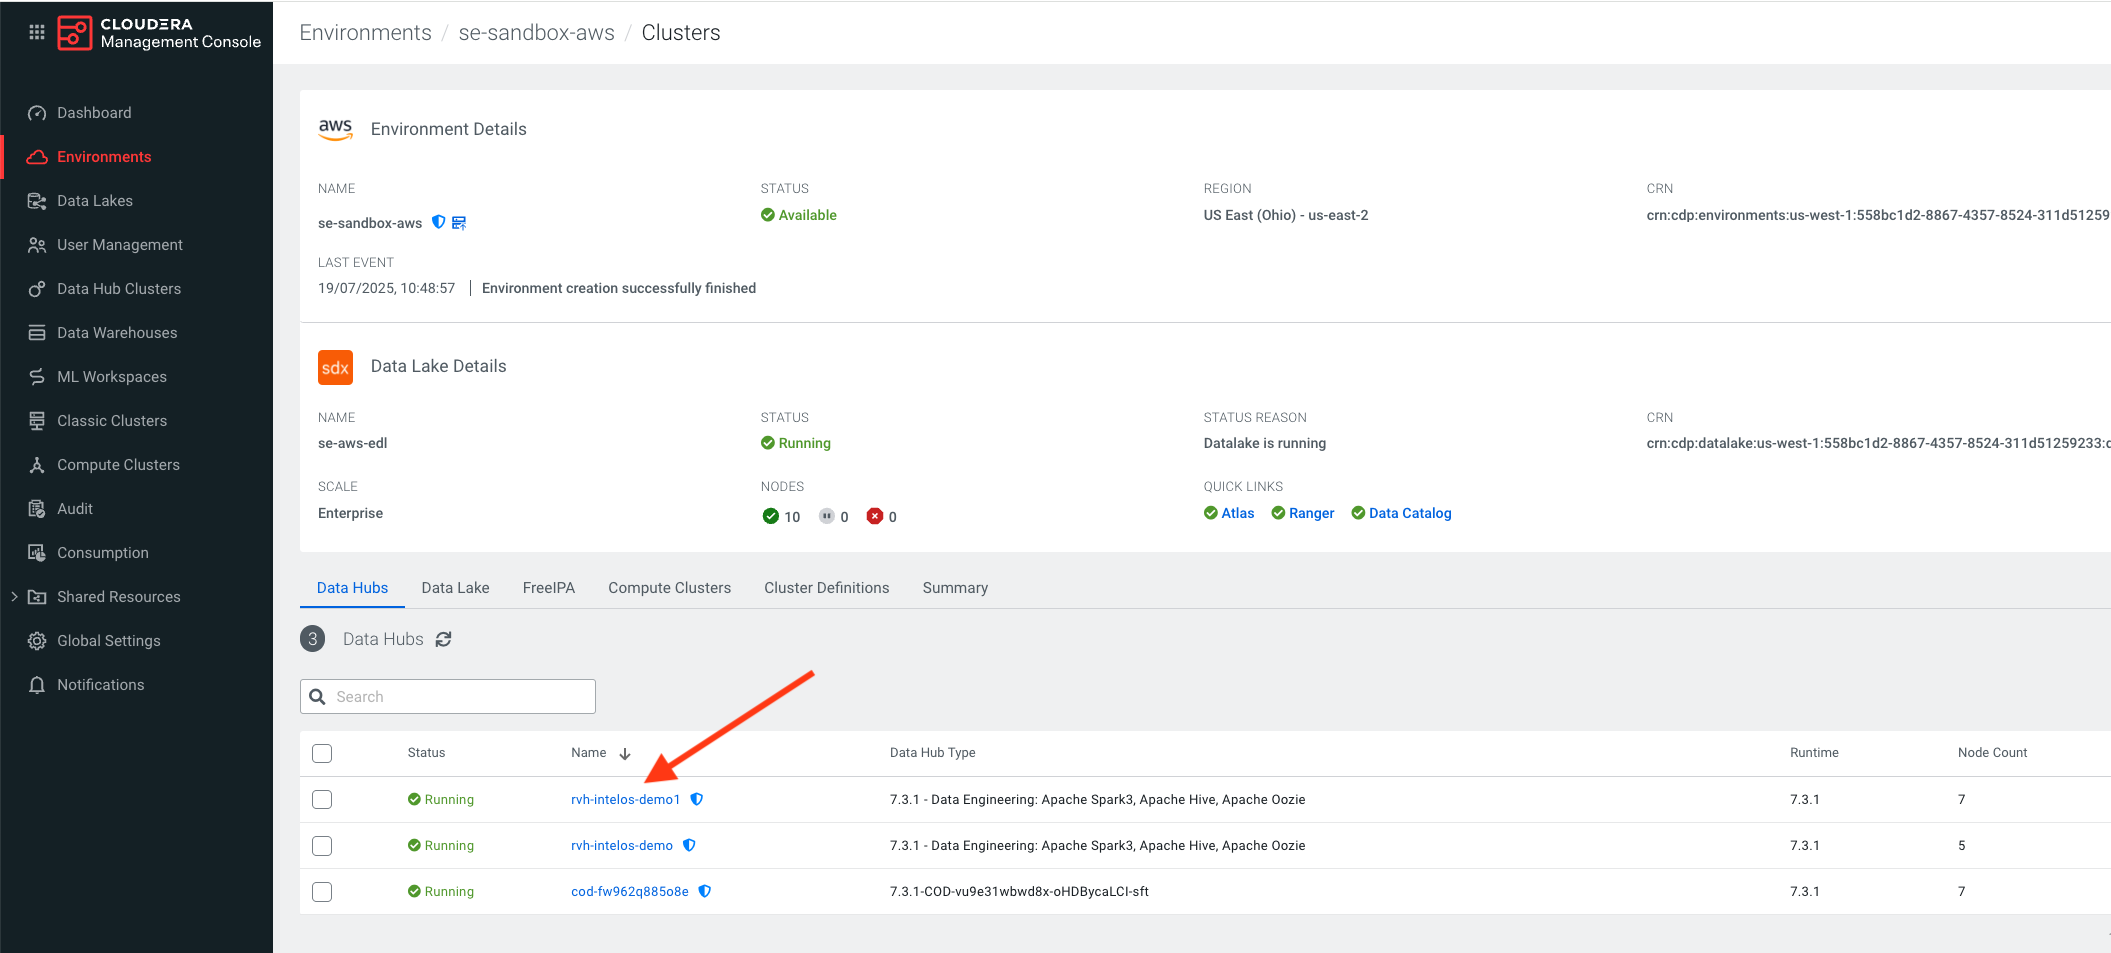 CLOUDERA
Management Console
Environments / se-sandbox-aws / Clusters
Dashboard
Environments
Data Lakes
User Management
Data Hub Clusters
Data Warehouses
ML Workspaces
Classic Clusters
Compute Clusters
Audit
Consumption
Shared Resources
Global Settings
Notifications
aws Environment Details
NAME STATUS REGION CRN
se-sandbox-aws Available US East (Ohio) - us-east-2 crn:cdp:environments:us-west-1:558bc1d2-8867-4357-8524-311d51259
LAST EVENT
19/07/2025, 10:48:57 | Environment creation successfully finished
sdx Data Lake Details
NAME STATUS STATUS REASON CRN
se-aws-edl Running Datalake is running crn:cdp:datalake:us-west-1:558bc1d2-8867-4357-8524-311d51259233:d
SCALE NODES QUICK LINKS
Enterprise 10 0 0 Atlas Ranger Data Catalog
Data Hubs Data Lake FreeIPA Compute Clusters Cluster Definitions Summary
3 Data Hubs
Search
Status Name Data Hub Type Runtime Node Count
Running rvh-intelos-demo1 7.3.1 - Data Engineering: Apache Spark3, Apache Hive, Apache Oozie 7.3.1 7
Running rvh-intelos-demo 7.3.1 - Data Engineering: Apache Spark3, Apache Hive, Apache Oozie 7.3.1 5
Running cod-fw962q885o8e 7.3.1-COD-vu9e31wbwd8x-oHDBycaLCI-sft 7.3.1 7